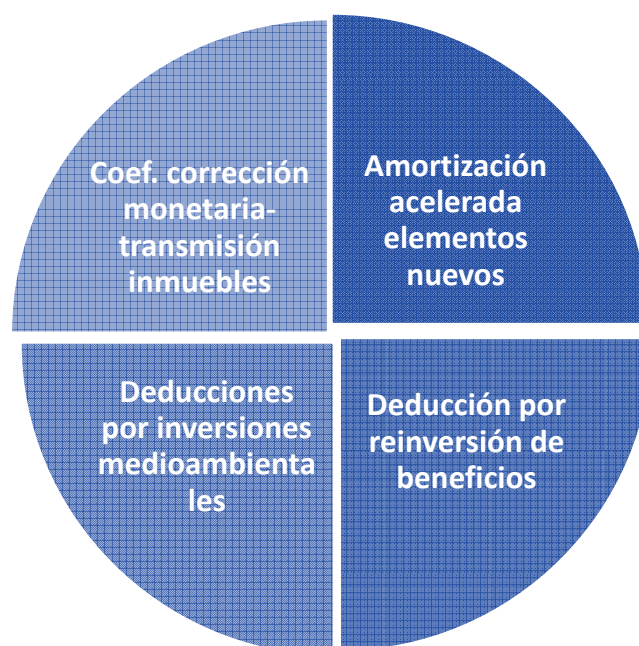 Coef. corrección
monetaria-
transmisión
inmuebles
Amortización
acelerada
elementos
nuevos
Deducciones
por inversiones
medioambienta
les
Deducción por
reinversión de
beneficios